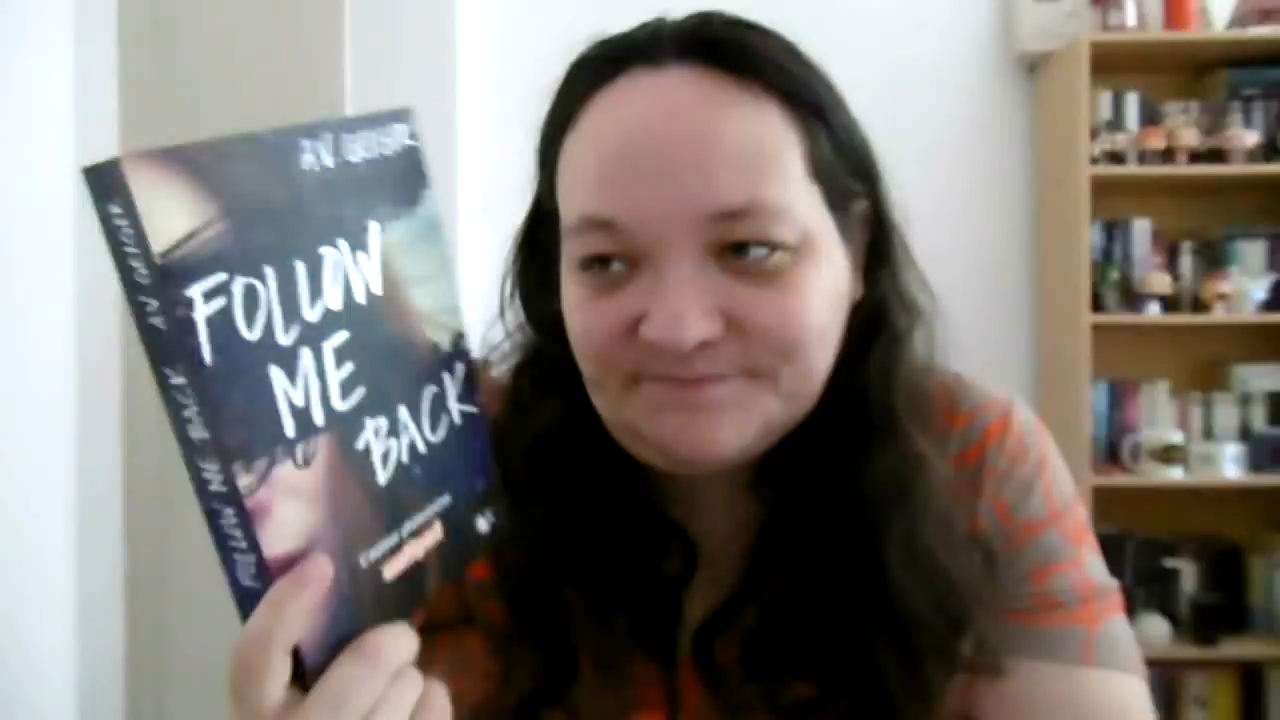 AV GEIGER
FOLLOW
ME
BACK
FOLLOW ME BACK AV GEIGER